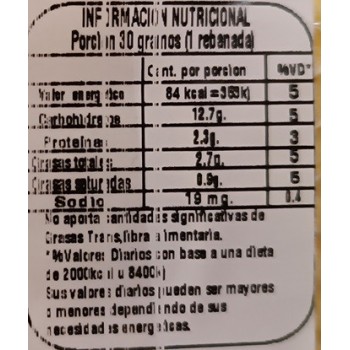 INFORMACION NUTRICIONAL
Porcion 30 gramos (1 rebanada)
Cant. por porcion %VD*
Valor energetico 84 kcal = 353kj 5
Carbohidratos 12.7g. 5
Proteinas 2.3g. 3
Grasas totales 2.7g. 5
Grasas saturadas 0.9g. 5
Sodio 19 mg. 0.4
No aporta cantidades significativas de
Grasas Trans, fibra alimentaria.
*%Valores Diarios con base a una dieta
de 2000kcal u 8400kj
Sus valores diarios pueden ser mayores
o menores dependiendo de sus
necesidades energeticas.